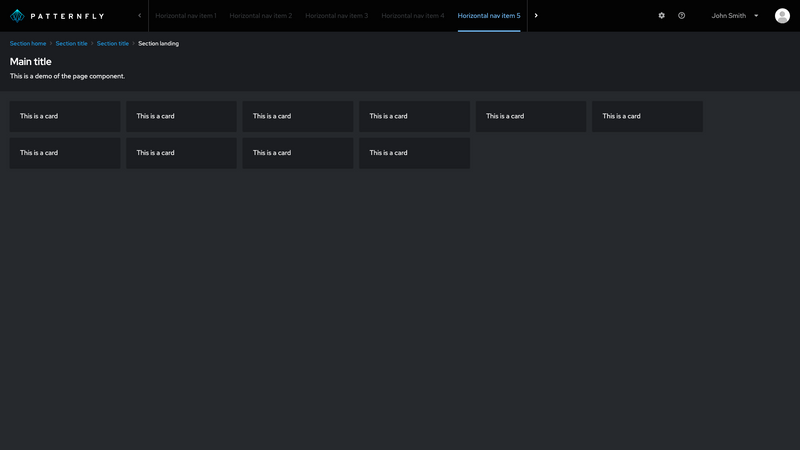 PATTERNFLY Horizontal nav item 1 Horizontal nav item 2 Horizontal nav item 3 Horizontal nav item 4 Horizontal nav item 5 John Smith
Section home Section title Section title Section landing
Main title
This is a demo of the page component.
This is a card This is a card This is a card This is a card This is a card This is a card
This is a card This is a card This is a card This is a card